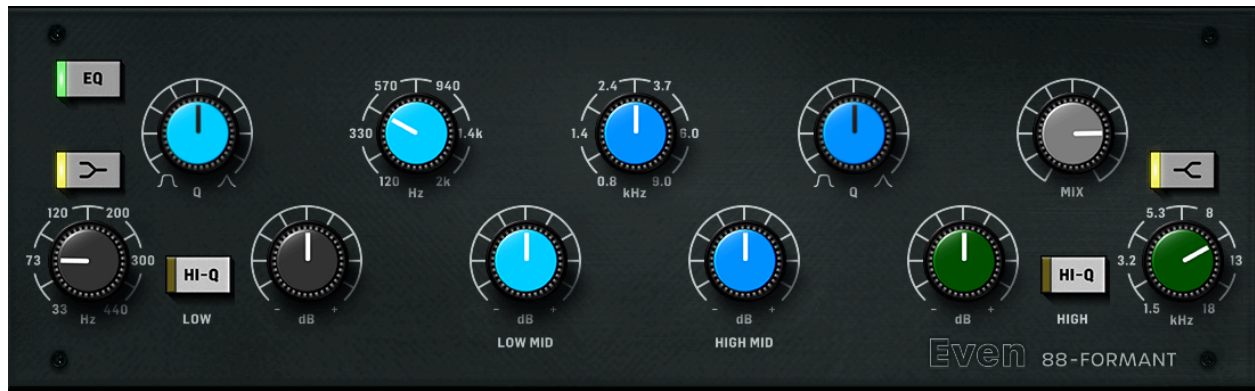 EQ
570 940
2.4 3.7
330 1.4k
1.4 6.0
120 2k
0.8 9.0
Q
Hz
kHz
Q
MIX
120 200
5.3 8
73 300
HI-Q
HI-Q
3.2 13
33 440
1.5 18
Hz
LOW
- +
dB
- +
dB
- +
dB
- +
dB
HIGH
kHz
LOW MID
HIGH MID
Even 88-FORMANT